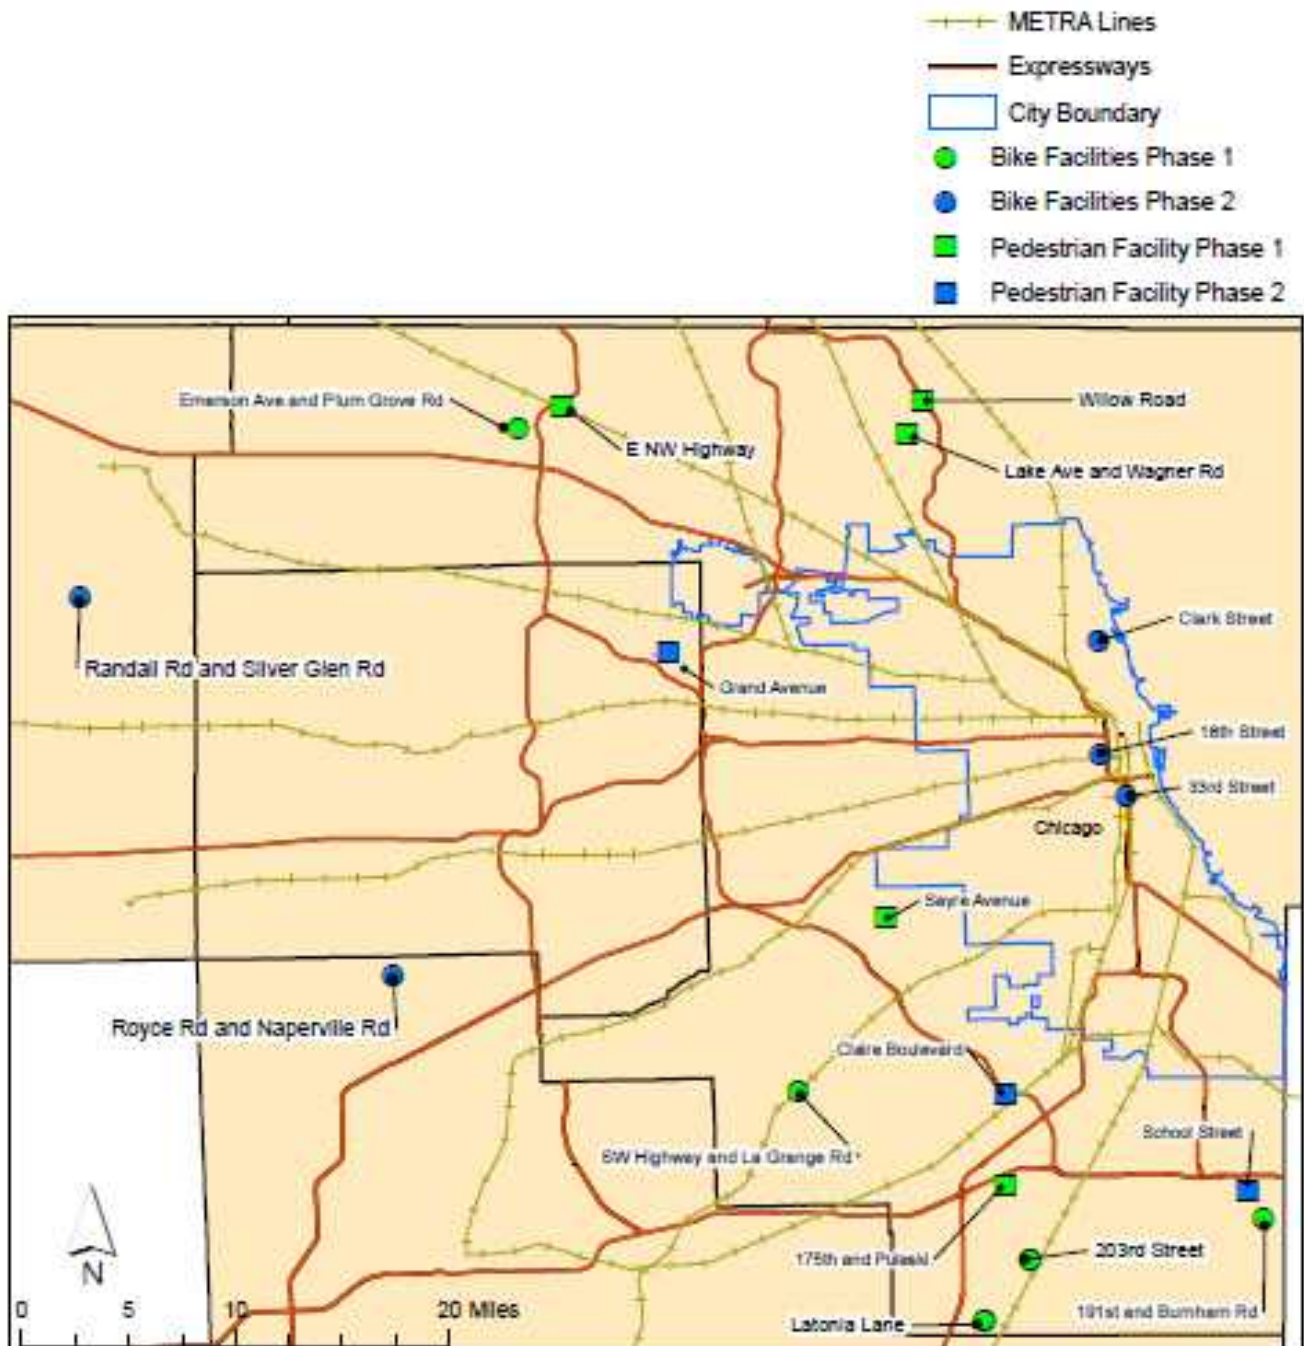 METRA Lines
Expressways
City Boundary
Bike Facilities Phase 1
Bike Facilities Phase 2
Pedestrian Facility Phase 1
Pedestrian Facility Phase 2
Emerson Ave and Plum Grove Rd
Willow Road
E NW Highway
Lake Ave and Wagner Rd
Clark Street
Randall Rd and Silver Glen Rd
Grand Avenue
18th Street
33rd Street
Chicago
Sayre Avenue
Royce Rd and Naperville Rd
Claire Boulevard
School Street
SW Highway and La Grange Rd
175th and Pulaski
203rd Street
N
0 5 10 20 Miles
191st and Burnham Rd
Latonia Lane